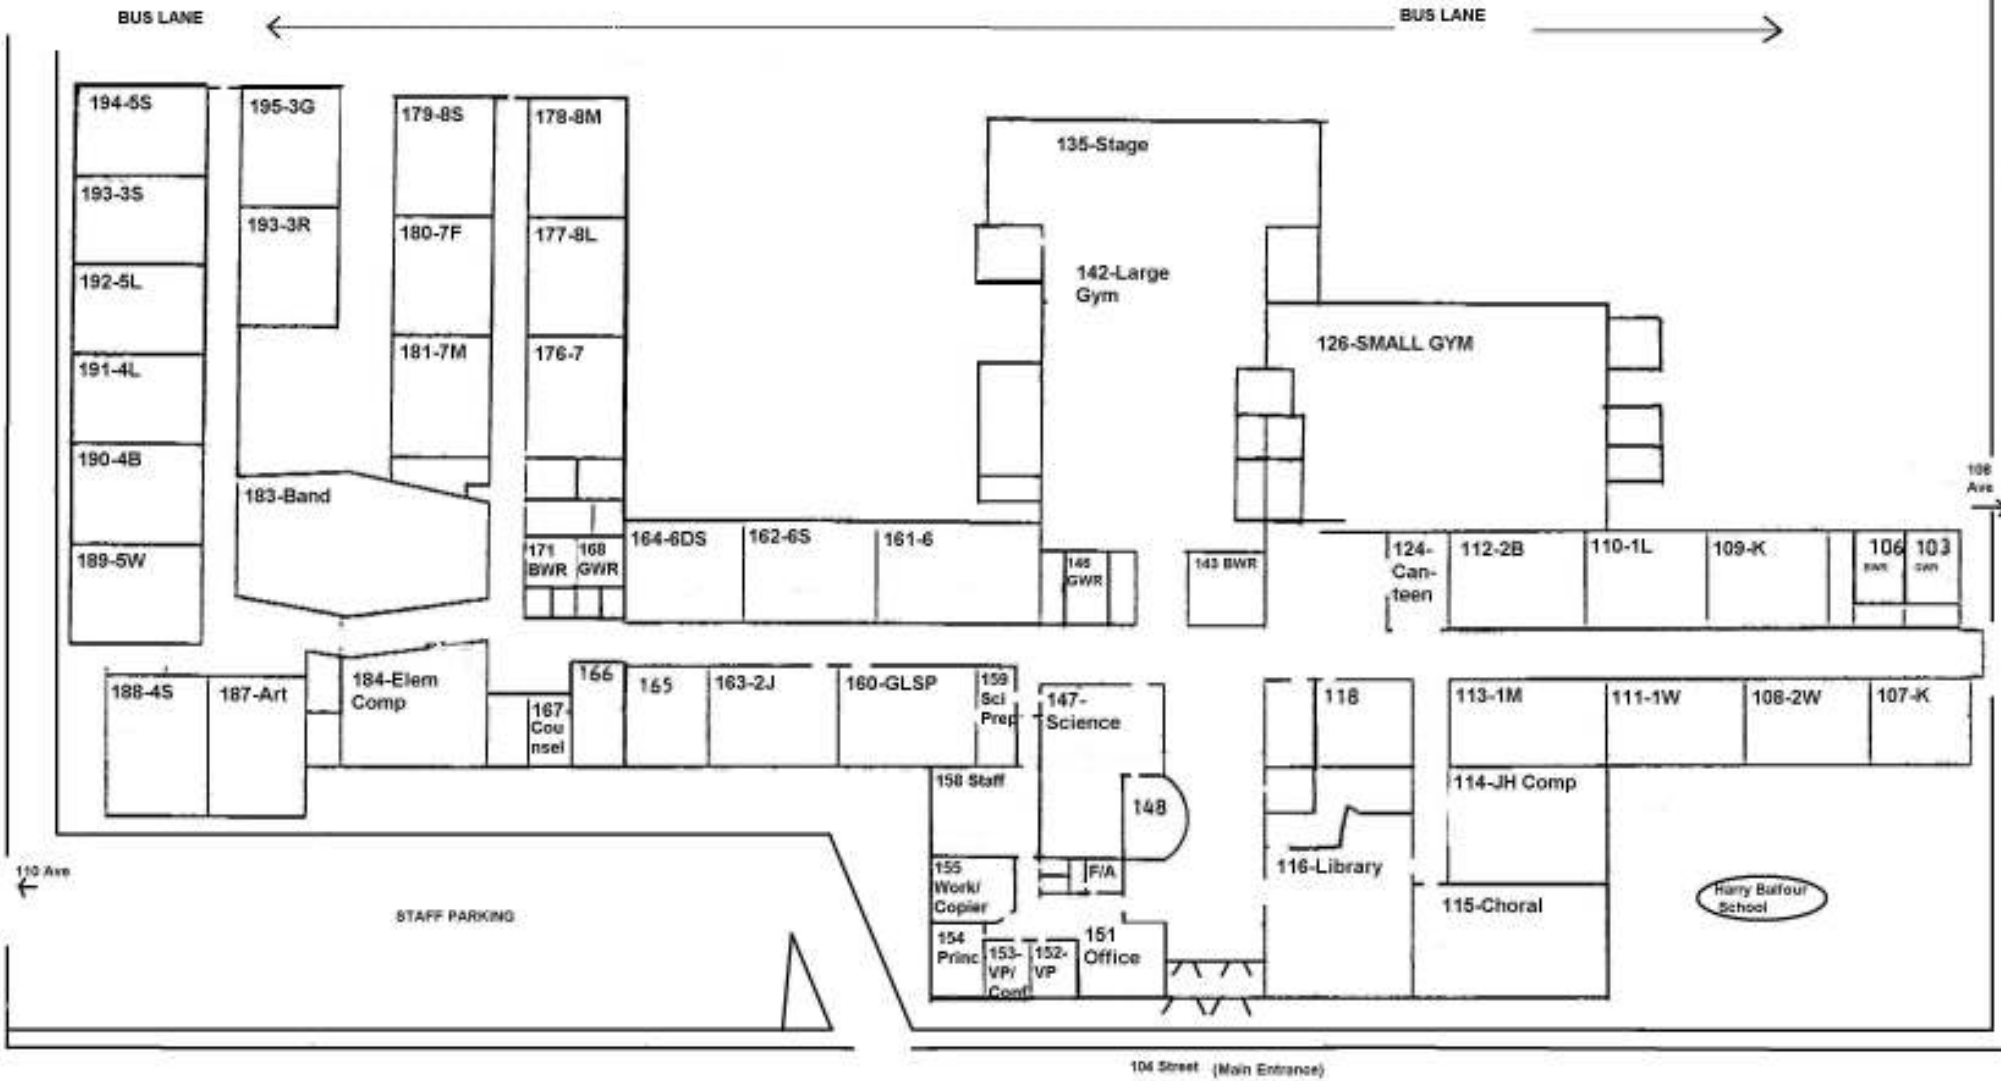 BUS LANE
BUS LANE
194-5S
195-3G
179-8S
178-8M
135-Stage
193-3S
193-3R
180-7F
177-8L
192-5L
142-Large
Gym
126-SMALL GYM
191-4L
181-7M
176-7
190-4B
183-Band
106
Ave
189-5W
171
BWR
168
GWR
164-6DS
162-6S
161-6
146
GWR
143 BWR
124-
Can-
teen
112-2B
110-1L
109-K
106
BWR
103
GWR
188-4S
187-Art
184-Elem
Comp
167-
Cou
nsel
166
165
163-2J
160-GLSP
159
Sci
Prep
147-
Science
118
113-1M
111-1W
108-2W
107-K
158 Staff
148
114-JH Comp
155
Work/
Copier
F/A
116-Library
110 Ave
STAFF PARKING
154
Princ
153-
VP/
Conf
152-
VP
151
Office
115-Choral
Harry Balfour
School
104 Street (Main Entrance)